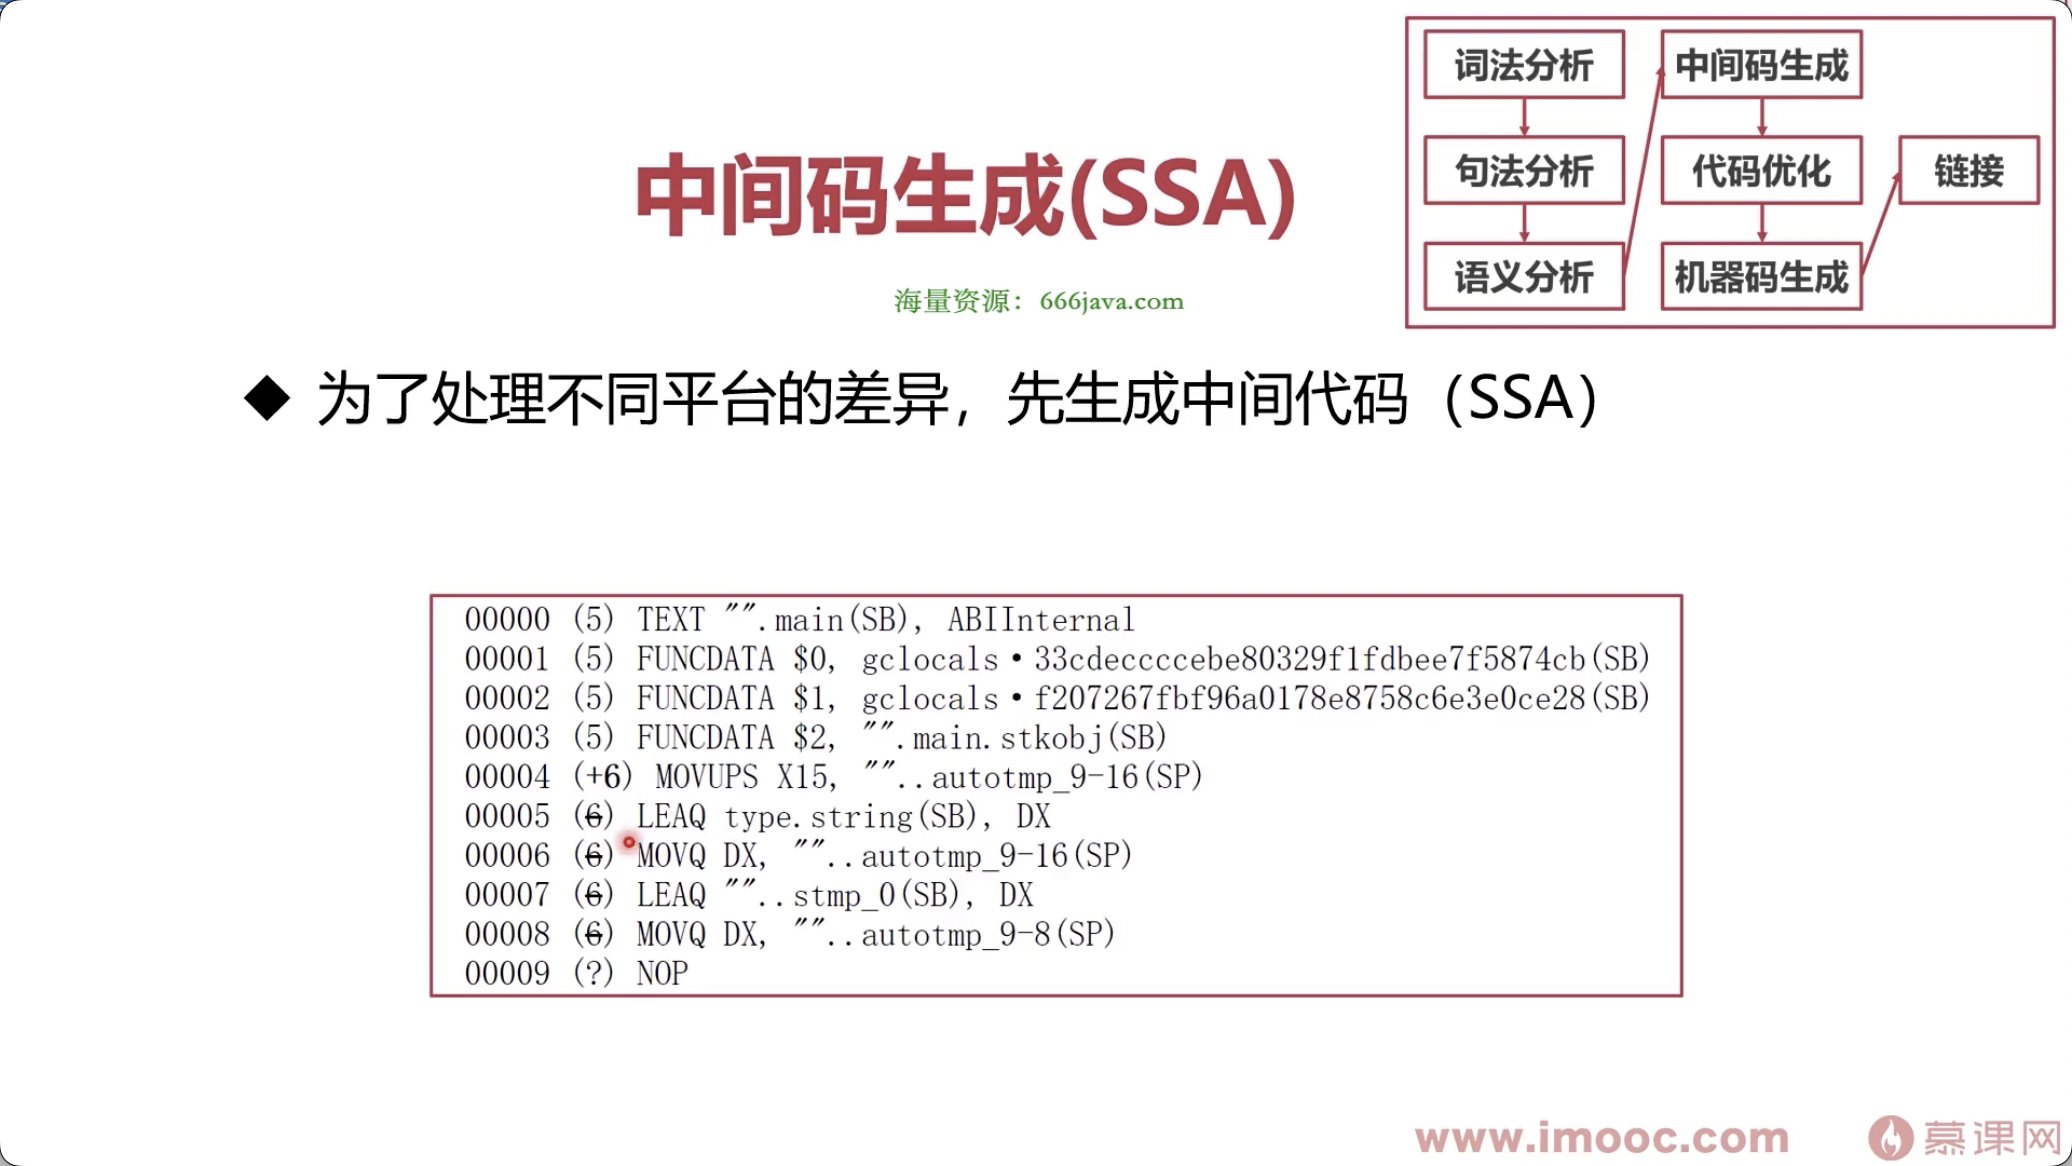 词法分析
句法分析
语义分析
中间码生成
代码优化
机器码生成
链接
中间码生成(SSA)
海量资源：666java.com
◆ 为了处理不同平台的差异，先生成中间代码（SSA）
00000 (5) TEXT "".main(SB), ABIInternal
00001 (5) FUNCDATA $0, gclocals·33cdeccccebe80329f1fdbee7f5874cb(SB)
00002 (5) FUNCDATA $1, gclocals·f207267fbf96a0178e8758c6e3e0ce28(SB)
00003 (5) FUNCDATA $2, "".main.stkobj(SB)
00004 (+6) MOVUPS X15, ""..autotmp_9-16(SP)
00005 (6) LEAQ type.string(SB), DX
00006 (6) MOVQ DX, ""..autotmp_9-16(SP)
00007 (6) LEAQ ""..stmp_0(SB), DX
00008 (6) MOVQ DX, ""..autotmp_9-8(SP)
00009 (?) NOP
www.imooc.com 慕课网